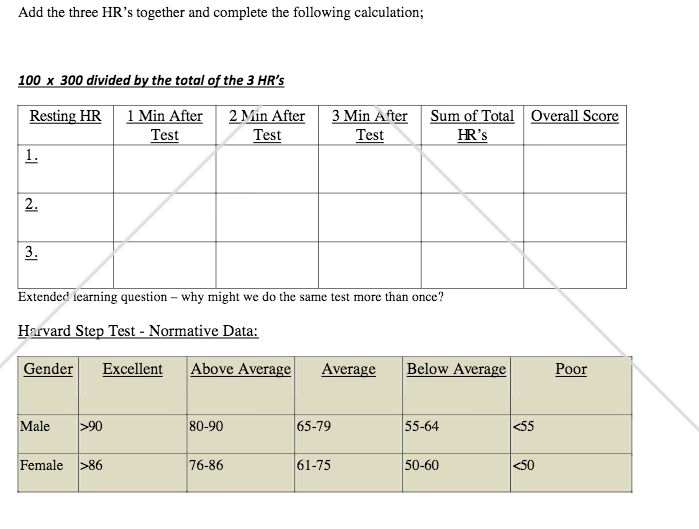 Add the three HR's together and complete the following calculation;
100 x 300 divided by the total of the 3 HR's
Resting HR 1 Min After Test 2 Min After Test 3 Min After Test Sum of Total HR's Overall Score
1.
2.
3.
Extended learning question – why might we do the same test more than once?
Harvard Step Test - Normative Data:
Gender Excellent Above Average Average Below Average Poor
Male >90 80-90 65-79 55-64 <55
Female >86 76-86 61-75 50-60 <50